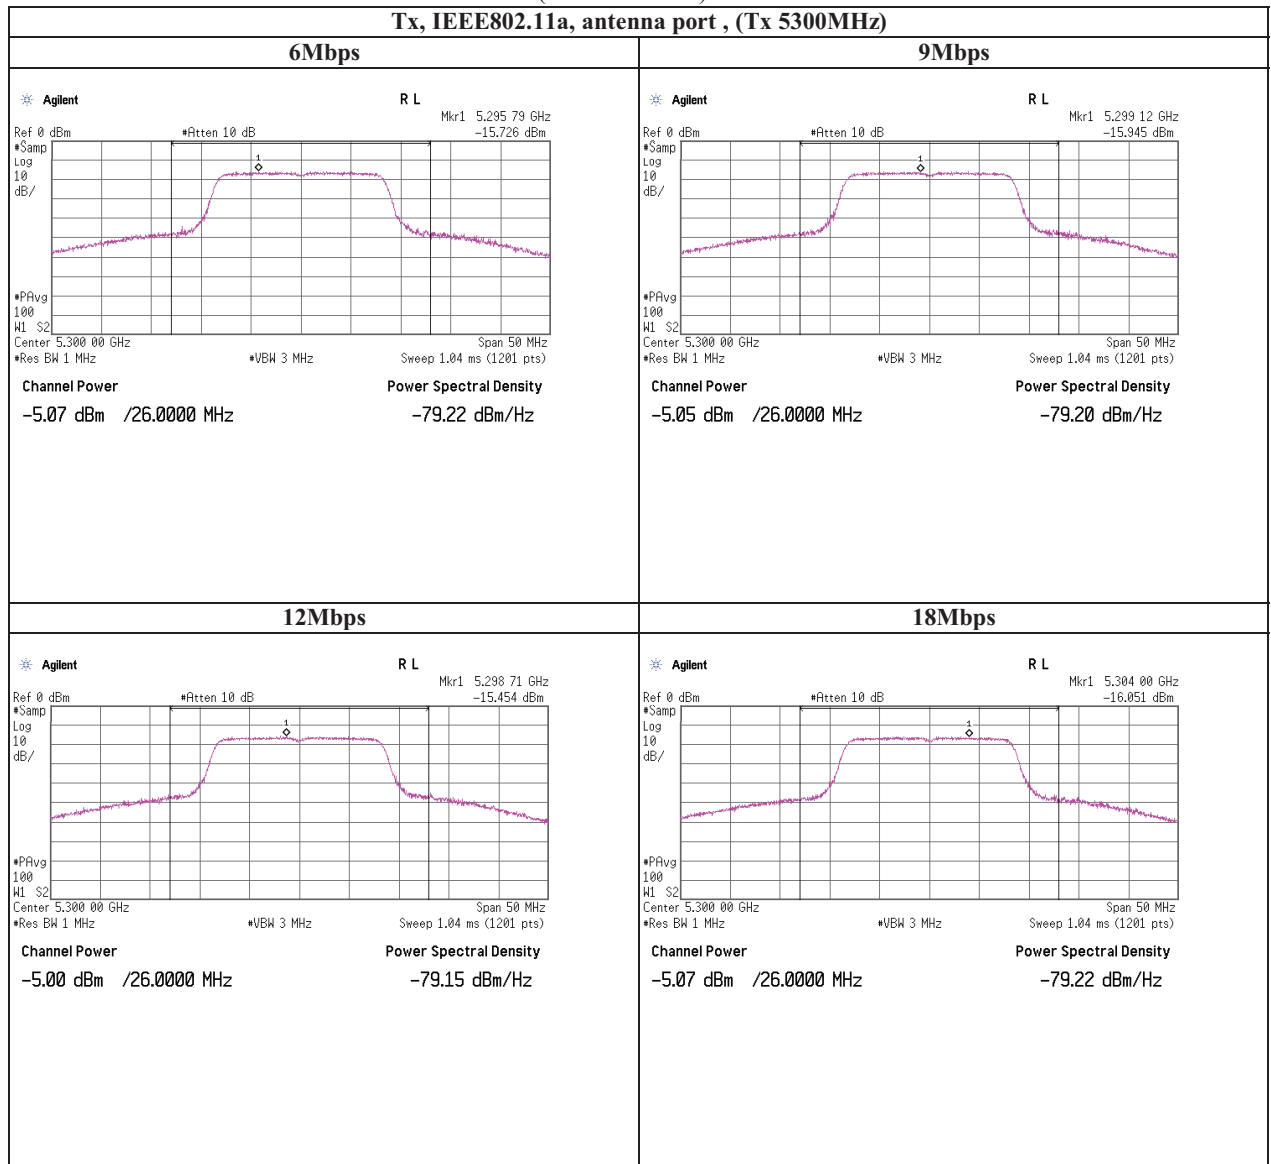 Tx, IEEE802.11a, antenna port , (Tx 5300MHz)
6Mbps
9Mbps
Agilent
R L
Mkr1 5.295 79 GHz
Ref 0 dBm
#Atten 10 dB
-15.726 dBm
#Samp
Log
10
dB/
1
#PAvg
100
W1 S2
Center 5.300 00 GHz
Span 50 MHz
#Res BW 1 MHz
#VBW 3 MHz
Sweep 1.04 ms (1201 pts)
Channel Power
Power Spectral Density
-5.07 dBm /26.0000 MHz
-79.22 dBm/Hz
Agilent
R L
Mkr1 5.299 12 GHz
Ref 0 dBm
#Atten 10 dB
-15.945 dBm
#Samp
Log
10
dB/
1
#PAvg
100
W1 S2
Center 5.300 00 GHz
Span 50 MHz
#Res BW 1 MHz
#VBW 3 MHz
Sweep 1.04 ms (1201 pts)
Channel Power
Power Spectral Density
-5.05 dBm /26.0000 MHz
-79.20 dBm/Hz
12Mbps
18Mbps
Agilent
R L
Mkr1 5.298 71 GHz
Ref 0 dBm
#Atten 10 dB
-15.454 dBm
#Samp
Log
10
dB/
1
#PAvg
100
W1 S2
Center 5.300 00 GHz
Span 50 MHz
#Res BW 1 MHz
#VBW 3 MHz
Sweep 1.04 ms (1201 pts)
Channel Power
Power Spectral Density
-5.00 dBm /26.0000 MHz
-79.15 dBm/Hz
Agilent
R L
Mkr1 5.304 00 GHz
Ref 0 dBm
#Atten 10 dB
-16.051 dBm
#Samp
Log
10
dB/
1
#PAvg
100
W1 S2
Center 5.300 00 GHz
Span 50 MHz
#Res BW 1 MHz
#VBW 3 MHz
Sweep 1.04 ms (1201 pts)
Channel Power
Power Spectral Density
-5.07 dBm /26.0000 MHz
-79.22 dBm/Hz